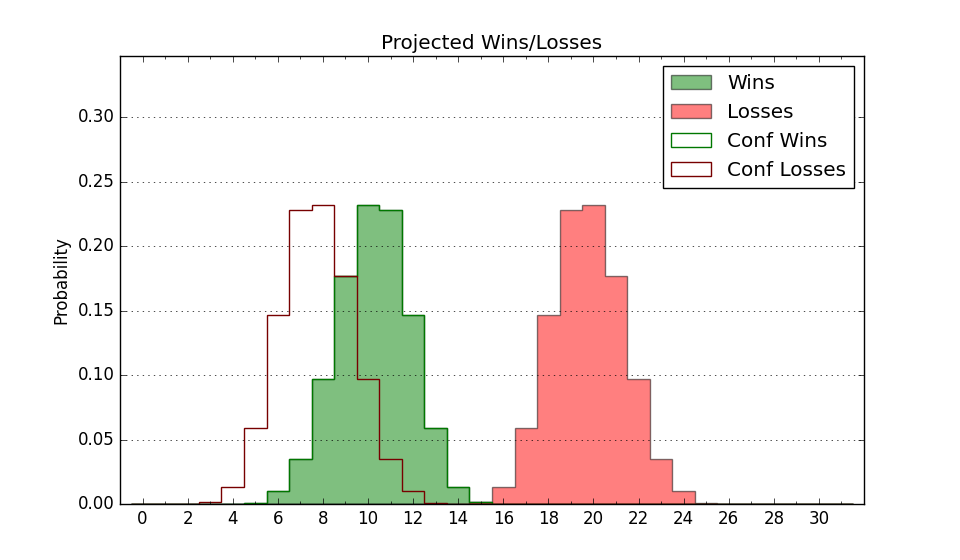 Projected Wins/Losses
Wins
Losses
Conf Wins
Conf Losses
Probability
0.30
0.25
0.20
0.15
0.10
0.05
0.00
0 2 4 6 8 10 12 14 16 18 20 22 24 26 28 30